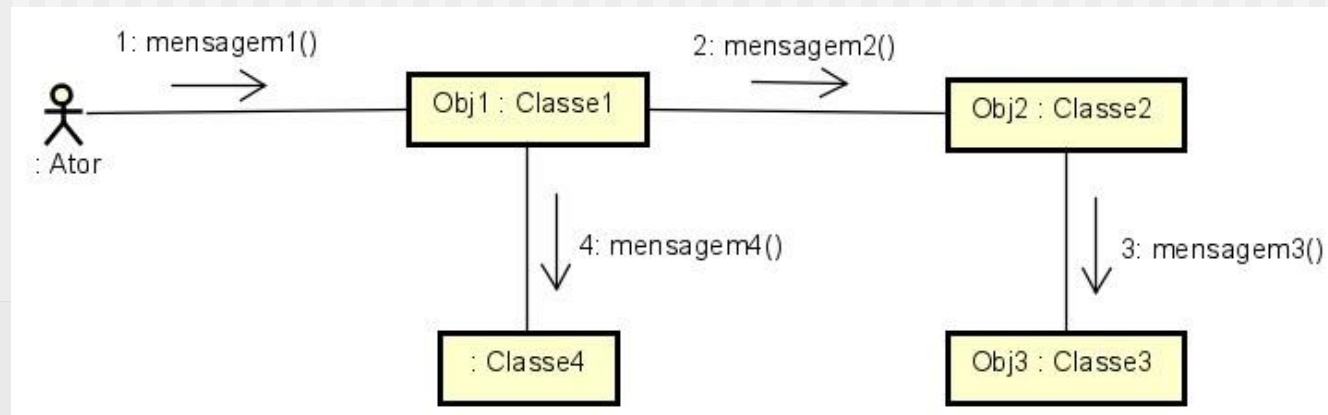 1: mensagem1()
2: mensagem2()
Obj1 : Classe1
Obj2 : Classe2
: Ator
4: mensagem4()
3: mensagem3()
: Classe4
Obj3 : Classe3